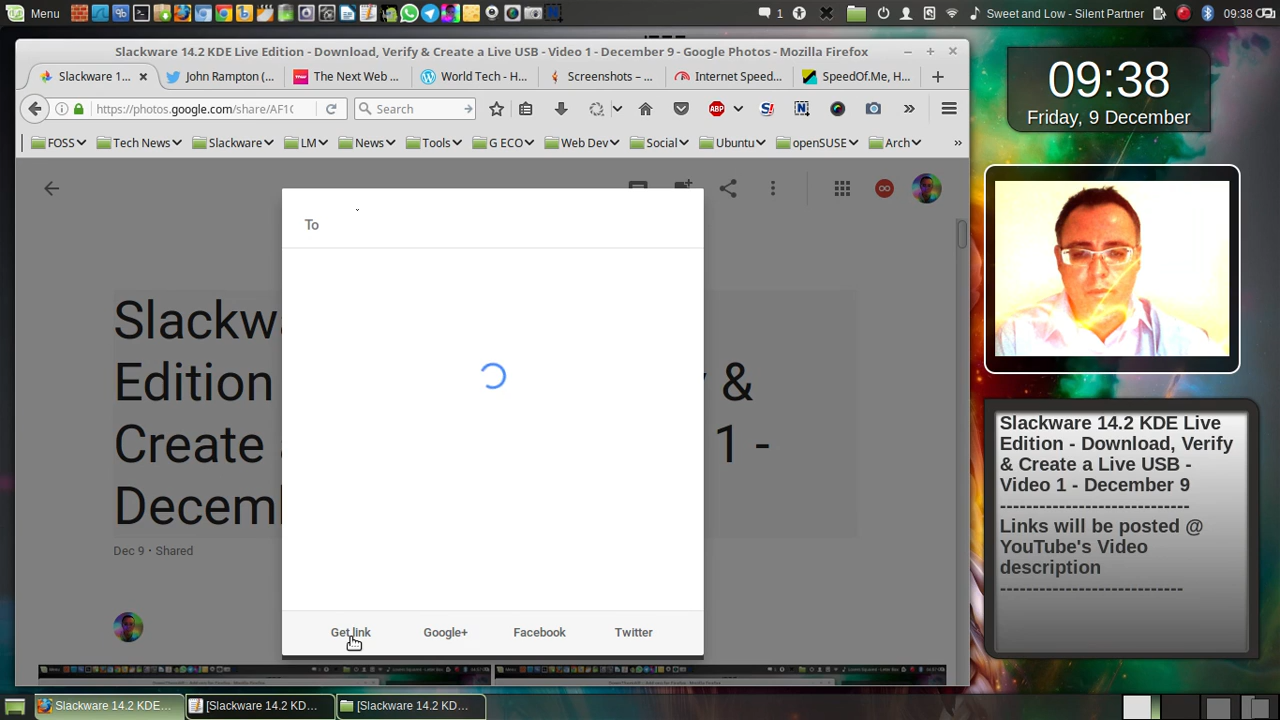 Menu
1
Sweet and Low - Silent Partner
09:38
Slackware 14.2 KDE Live Edition - Download, Verify & Create a Live USB - Video 1 - December 9 - Google Photos - Mozilla Firefox
Slackware 1...
John Rampton (...
The Next Web ...
World Tech - H...
Screenshots – ...
Internet Speed...
SpeedOf.Me, H...
https://photos.google.com/share/AF1
Search
ABP
FOSS
Tech News
Slackware
LM
News
Tools
G ECO
Web Dev
Social
Ubuntu
openSUSE
Arch
To
Slackw
Edition
&
Create
1 -
Decem
Dec 9 · Shared
Get link
Google+
Facebook
Twitter
09:38
Friday, 9 December
Slackware 14.2 KDE Live
Edition - Download, Verify
& Create a Live USB -
Video 1 - December 9
----------------------------
Links will be posted @
YouTube's Video
description
----------------------------
Slackware 14.2 KDE...
[Slackware 14.2 KD...
[Slackware 14.2 KD...